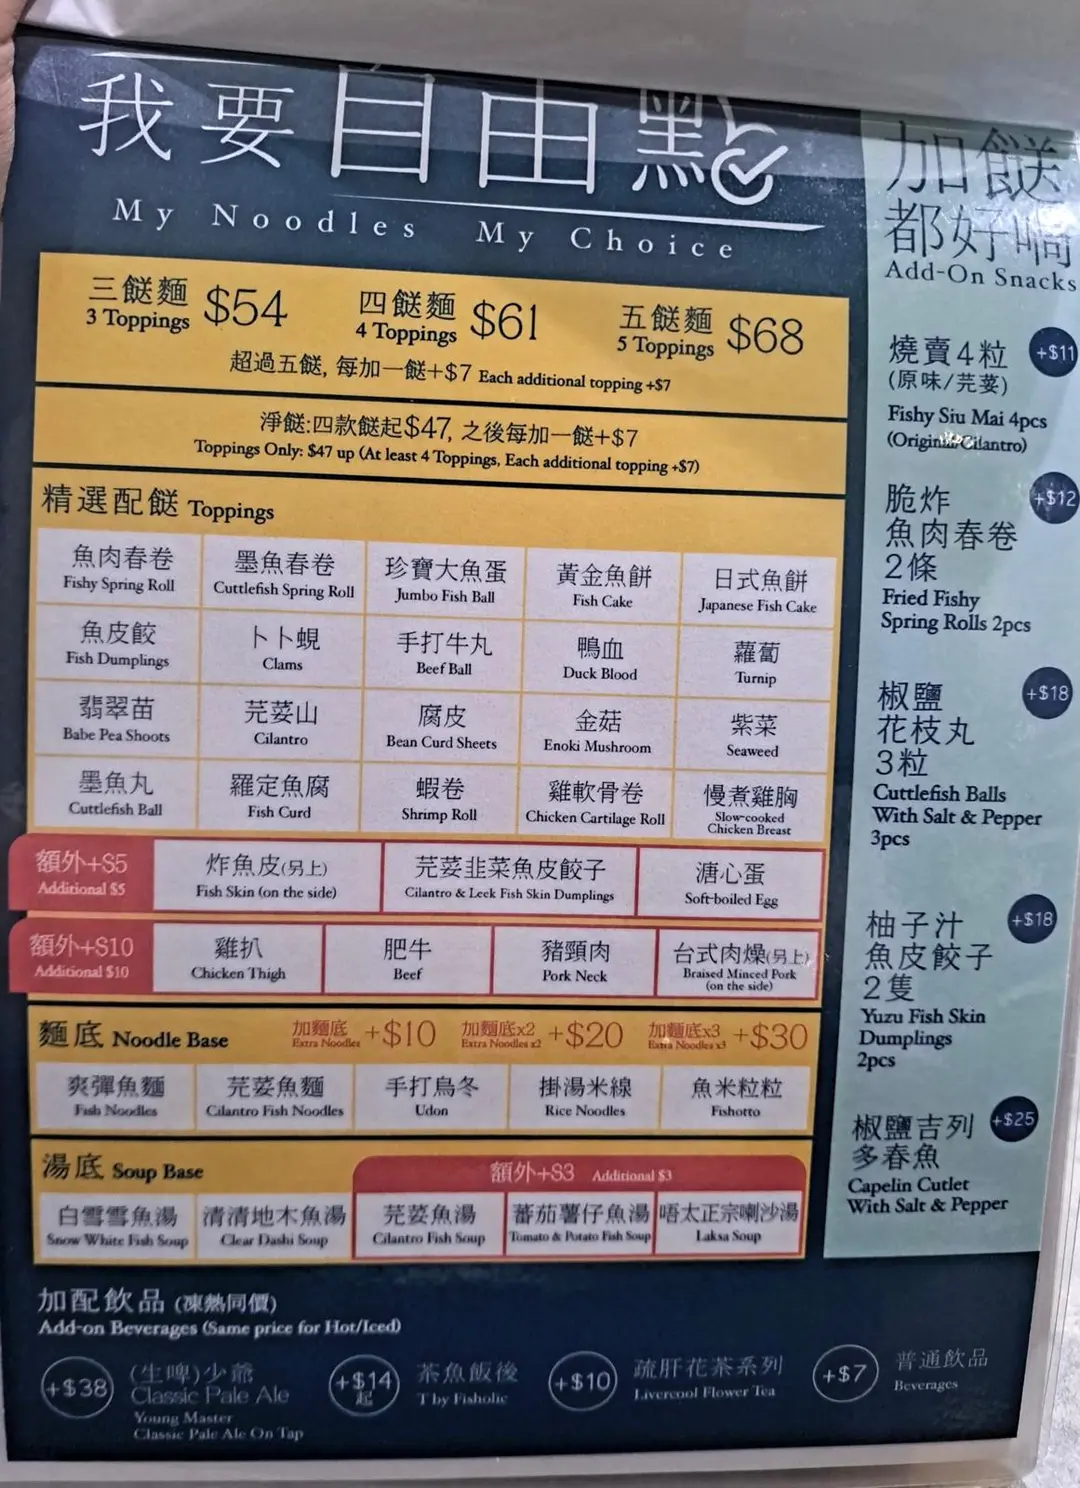 我要自由點
My Noodles My Choice
三餸麵 $54
3 Toppings
四餸麵 $61
4 Toppings
五餸麵 $68
5 Toppings
超過五餸, 每加一餸+$7 Each additional topping +$7
淨餸:四款餸起$47, 之後每加一餸+$7
Toppings Only: $47 up (At least 4 Toppings, Each additional topping +$7)
精選配餸 Toppings
魚肉春卷
Fishy Spring Roll
墨魚春卷
Cuttlefish Spring Roll
珍寶大魚蛋
Jumbo Fish Ball
黃金魚餅
Fish Cake
日式魚餅
Japanese Fish Cake
魚皮餃
Fish Dumplings
卜卜蜆
Clams
手打牛丸
Beef Ball
鴨血
Duck Blood
蘿蔔
Turnip
翡翠苗
Babe Pea Shoots
芫荽山
Cilantro
腐皮
Bean Curd Sheets
金菇
Enoki Mushroom
紫菜
Seaweed
墨魚丸
Cuttlefish Ball
羅定魚腐
Fish Curd
蝦卷
Shrimp Roll
雞軟骨卷
Chicken Cartilage Roll
慢煮雞胸
Slow-cooked
Chicken Breast
額外+$5
Additional $5
炸魚皮(另上)
Fish Skin (on the side)
芫荽韭菜魚皮餃子
Cilantro & Leek Fish Skin Dumplings
溏心蛋
Soft-boiled Egg
額外+$10
Additional $10
雞扒
Chicken Thigh
肥牛
Beef
豬頸肉
Pork Neck
台式肉燥(另上)
Braised Minced Pork
(on the side)
麵底 Noodle Base
加麵底 +$10
Extra Noodles
加麵底x2 +$20
Extra Noodles x2
加麵底x3 +$30
Extra Noodles x3
爽彈魚麵
Fish Noodles
芫荽魚麵
Cilantro Fish Noodles
手打烏冬
Udon
掛湯米線
Rice Noodles
魚米粒粒
Fishotto
湯底 Soup Base
額外+$3 Additional $3
白雪雪魚湯
Snow White Fish Soup
清清地木魚湯
Clear Dashi Soup
芫荽魚湯
Cilantro Fish Soup
蕃茄薯仔魚湯
Tomato & Potato Fish Soup
唔太正宗喇沙湯
Laksa Soup
加配飲品 (凍熱同價)
Add-on Beverages (Same price for Hot/Iced)
+$38
(生啤)少爺
Classic Pale Ale
Young Master
Classic Pale Ale On Tap
+$14
起
茶魚飯後
T by Fisholic
+$10
疏肝花茶系列
Livercool Flower Tea
+$7
普通飲品
Beverages
加餸
都好喎
Add-On Snacks
燒賣4粒 +$11
(原味/芫荽)
Fishy Siu Mai 4pcs
(Original/Cilantro)
脆炸 +$12
魚肉春卷
2條
Fried Fishy
Spring Rolls 2pcs
椒鹽 +$18
花枝丸
3粒
Cuttlefish Balls
With Salt & Pepper
3pcs
柚子汁 +$18
魚皮餃子
2隻
Yuzu Fish Skin
Dumplings
2pcs
椒鹽吉列 +$25
多春魚
Capelin Cutlet
With Salt & Pepper